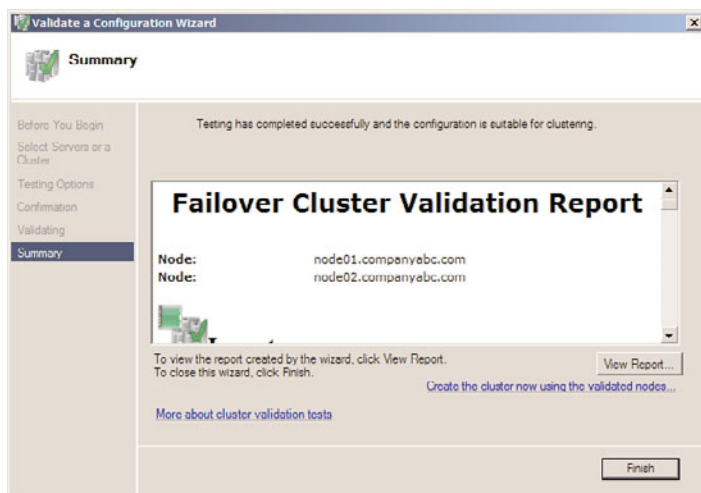 Validate a Configuration Wizard
Summary
Before You Begin
Select Servers or a
Cluster
Testing Options
Confirmation
Validating
Summary
Testing has completed successfully and the configuration is suitable for clustering.
Failover Cluster Validation Report
Node: node01.companyabc.com
Node: node02.companyabc.com
To view the report created by the wizard, click View Report.
To close this wizard, click Finish.
View Report...
Create the cluster now using the validated nodes...
More about cluster validation tests
Finish